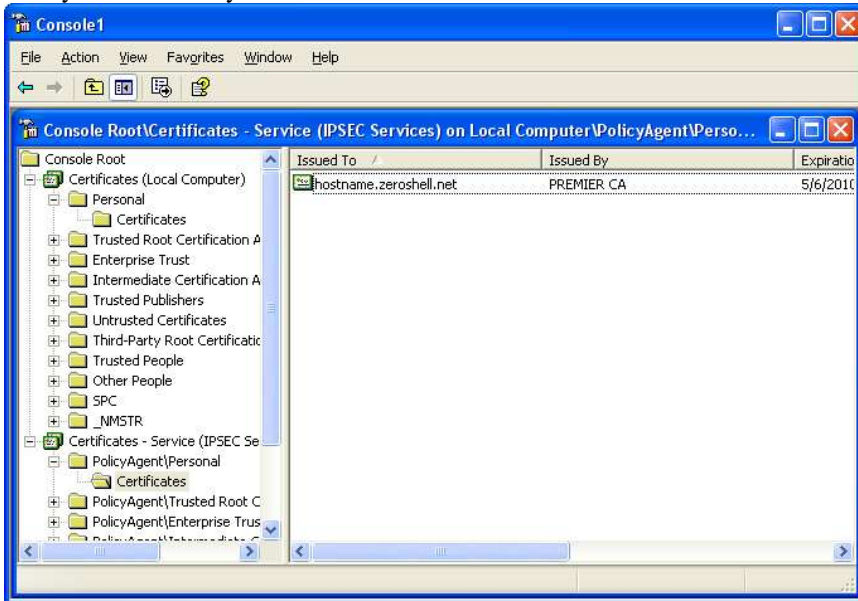 Console1
File Action View Favorites Window Help
Console Root\Certificates - Service (IPSEC Services) on Local Computer\PolicyAgent\Perso...
Console Root
Certificates (Local Computer)
Personal
Certificates
Trusted Root Certification A
Enterprise Trust
Intermediate Certification A
Trusted Publishers
Untrusted Certificates
Third-Party Root Certificatic
Trusted People
Other People
SPC
_NMSTR
Certificates - Service (IPSEC Se
PolicyAgent\Personal
Certificates
PolicyAgent\Trusted Root C
PolicyAgent\Enterprise Trus
Issued To Issued By Expiratio
hostname.zeroshell.net PREMIER CA 5/6/2010